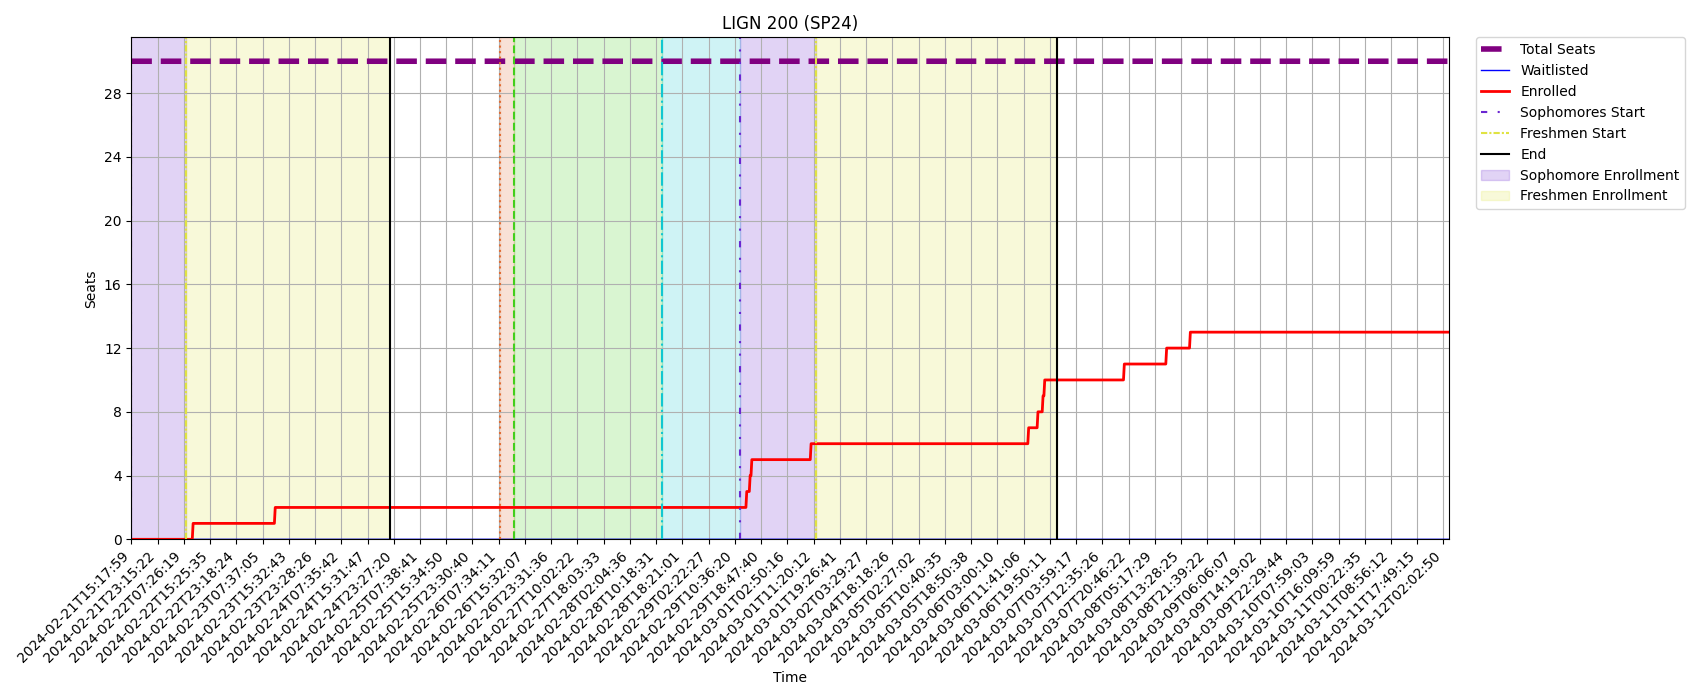 LIGN 200 (SP24)
Total Seats
Waitlisted
Enrolled
Sophomores Start
Freshmen Start
End
Sophomore Enrollment
Freshmen Enrollment
Seats
28
24
20
16
12
8
4
0
2024-02-21T15:17:59
2024-02-21T23:15:22
2024-02-22T07:26:19
2024-02-22T15:25:35
2024-02-22T23:18:24
2024-02-23T07:37:05
2024-02-23T15:32:43
2024-02-23T23:28:26
2024-02-24T07:35:42
2024-02-24T15:31:47
2024-02-24T23:27:20
2024-02-25T07:38:41
2024-02-25T15:34:50
2024-02-25T23:30:40
2024-02-26T07:34:11
2024-02-26T15:32:07
2024-02-26T23:31:36
2024-02-27T10:02:22
2024-02-27T18:03:33
2024-02-28T02:04:36
2024-02-28T10:18:31
2024-02-28T18:21:01
2024-02-29T02:22:27
2024-02-29T10:36:20
2024-02-29T18:47:40
2024-03-01T02:50:16
2024-03-01T11:20:12
2024-03-01T19:26:41
2024-03-02T03:29:27
2024-03-04T18:18:26
2024-03-05T02:27:02
2024-03-05T10:40:35
2024-03-05T18:50:38
2024-03-06T03:00:10
2024-03-06T11:41:06
2024-03-06T19:50:11
2024-03-07T03:59:17
2024-03-07T12:35:26
2024-03-07T20:46:22
2024-03-08T05:17:29
2024-03-08T13:28:25
2024-03-08T21:39:22
2024-03-09T06:06:07
2024-03-09T14:19:02
2024-03-09T22:29:44
2024-03-10T07:59:03
2024-03-10T16:09:59
2024-03-11T00:22:35
2024-03-11T08:56:12
2024-03-11T17:49:15
2024-03-12T02:02:50
Time